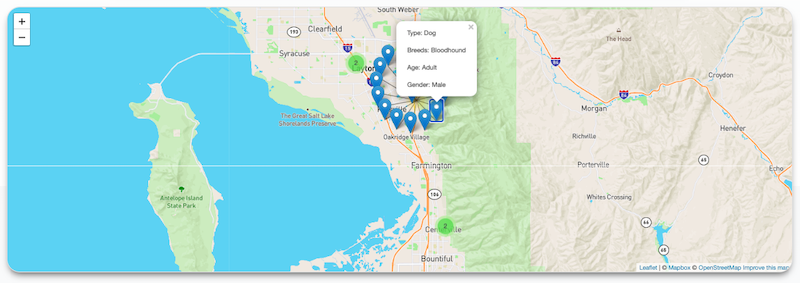 South Weber
Clearfield
193
The Head
+
−
15
×
Type: Dog
Breeds: Bloodhound
Age: Adult
Gender: Male
Syracuse
2
84
Croydon
84
Morgan
The Great Salt Lake
Shorelands Preserve
Henefer
Richville
Oakridge Village
65
Farmington
Porterville
Echo
106
Antelope Island
State Park
Whites Crossing
66
2
66
65
Bountiful
Leaflet | © Mapbox © OpenStreetMap Improve this map